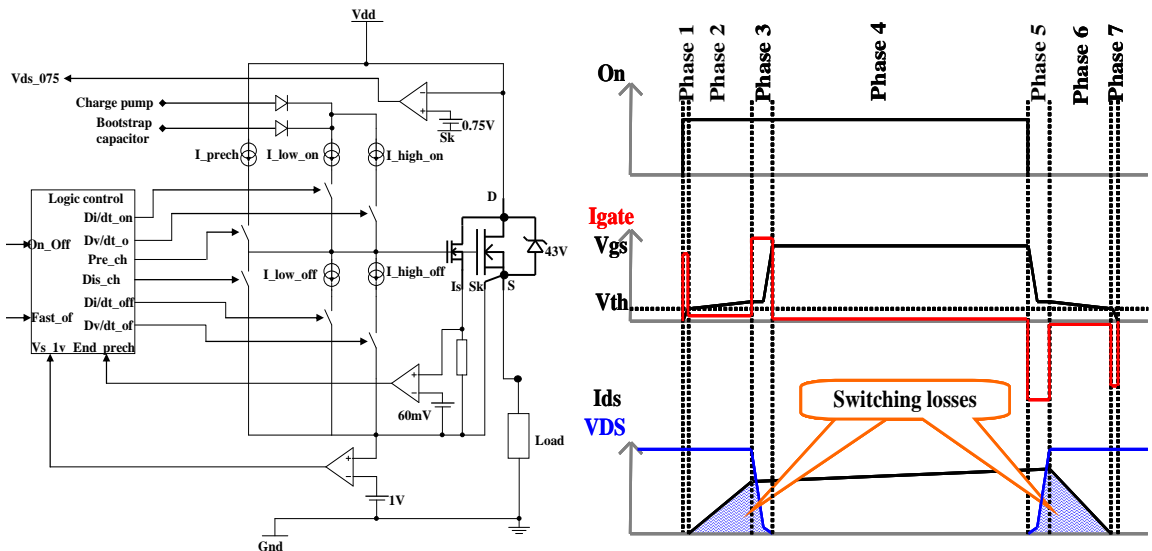 Vdd
Vds_075
Charge pump
Bootstrap
capacitor
0.75V
Sk
I_prech
I_low_on
I_high_on
Logic control
Di/dt_on
Dv/dt_o
Pre_ch
Dis_ch
Di/dt_off
Dv/dt_of
On_Off
Fast_of
Vs_1v
End_prech
I_low_off
I_high_off
D
43V
Is
Sk
S
60mV
Load
1V
Gnd
Phase 1
Phase 2
Phase 3
Phase 4
Phase 5
Phase 6
Phase 7
On
Igate
Vgs
Vth
Ids
VDS
Switching losses